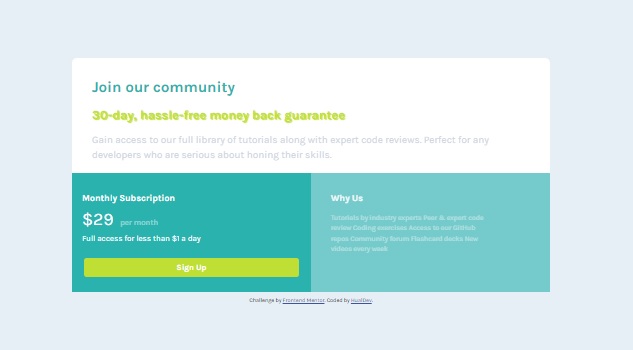 Join our community
30-day, hassle-free money back guarantee
Gain access to our full library of tutorials along with expert code reviews. Perfect for any
developers who are serious about honing their skills.
Monthly Subscription
$29 per month
Full access for less than $1 a day
Sign Up
Why Us
Tutorials by industry experts Peer & expert code
review Coding exercises Access to our GitHub
repos Community forum Flashcard decks New
videos every week
Challenge by Frontend Mentor. Coded by